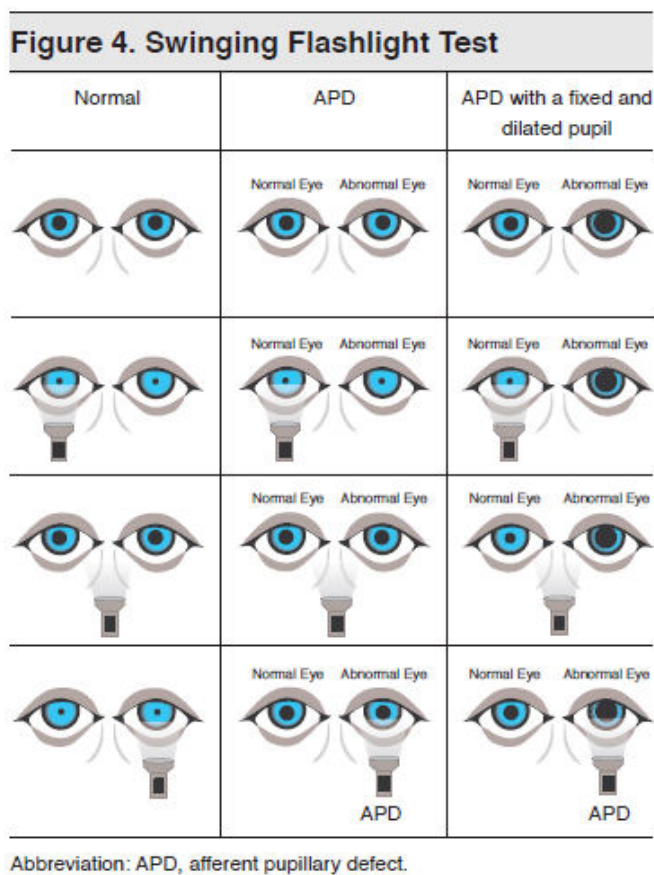 Figure 4. Swinging Flashlight Test
Normal
APD
APD with a fixed and
dilated pupil
Normal Eye Abnormal Eye
Normal Eye Abnormal Eye
Normal Eye Abnormal Eye
Normal Eye Abnormal Eye
Normal Eye Abnormal Eye
Normal Eye Abnormal Eye
Normal Eye Abnormal Eye
Normal Eye Abnormal Eye
APD
APD
Abbreviation: APD, afferent pupillary defect.